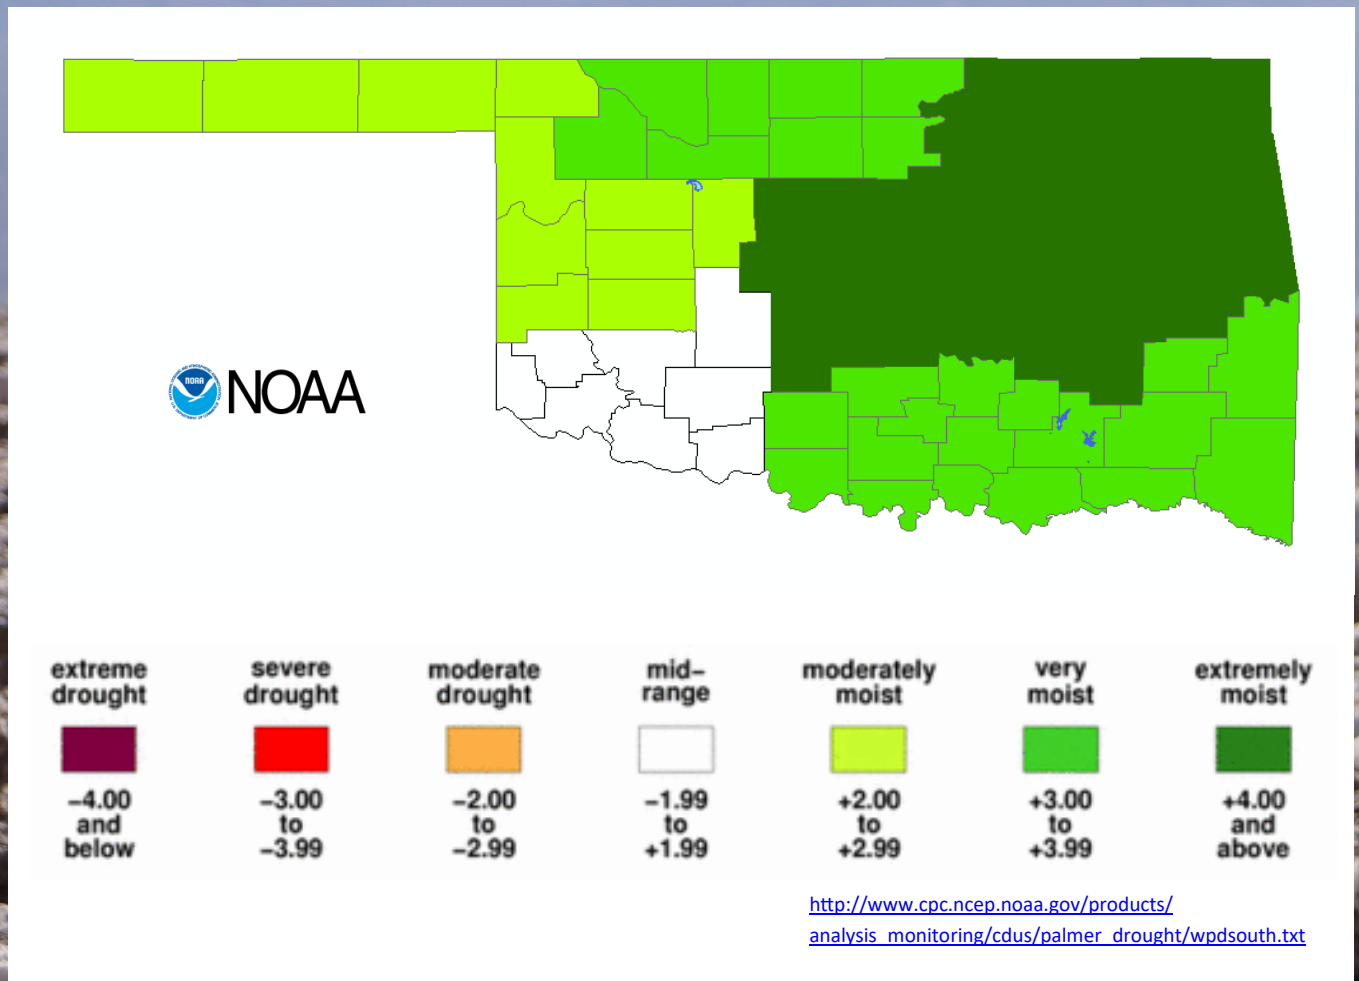 NOAA
NOAA
extreme severe moderate mid– moderately very extremely
drought drought drought range moist moist moist
–4.00 –3.00 –2.00 –1.99 +2.00 +3.00 +4.00
and to to to to to and
below –3.99 –2.99 +1.99 +2.99 +3.99 above
http://www.cpc.ncep.noaa.gov/products/
analysis_monitoring/cdus/palmer_drought/wpdsouth.txt